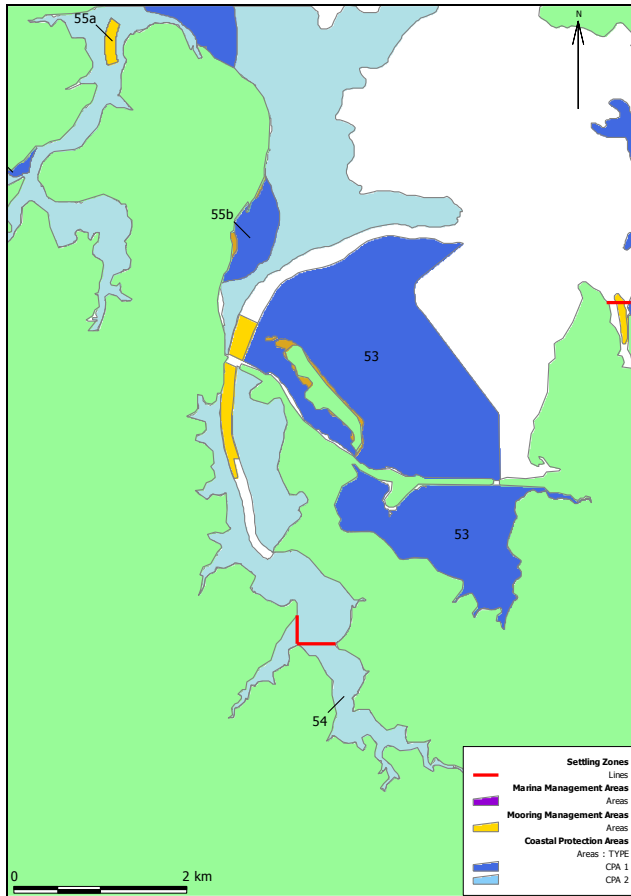 55a
N
55b
53
53
54
Settling Zones
Lines
Marina Management Areas
Areas
Mooring Management Areas
Areas
Coastal Protection Areas
Areas : TYPE
CPA 1
CPA 2
0 2 km